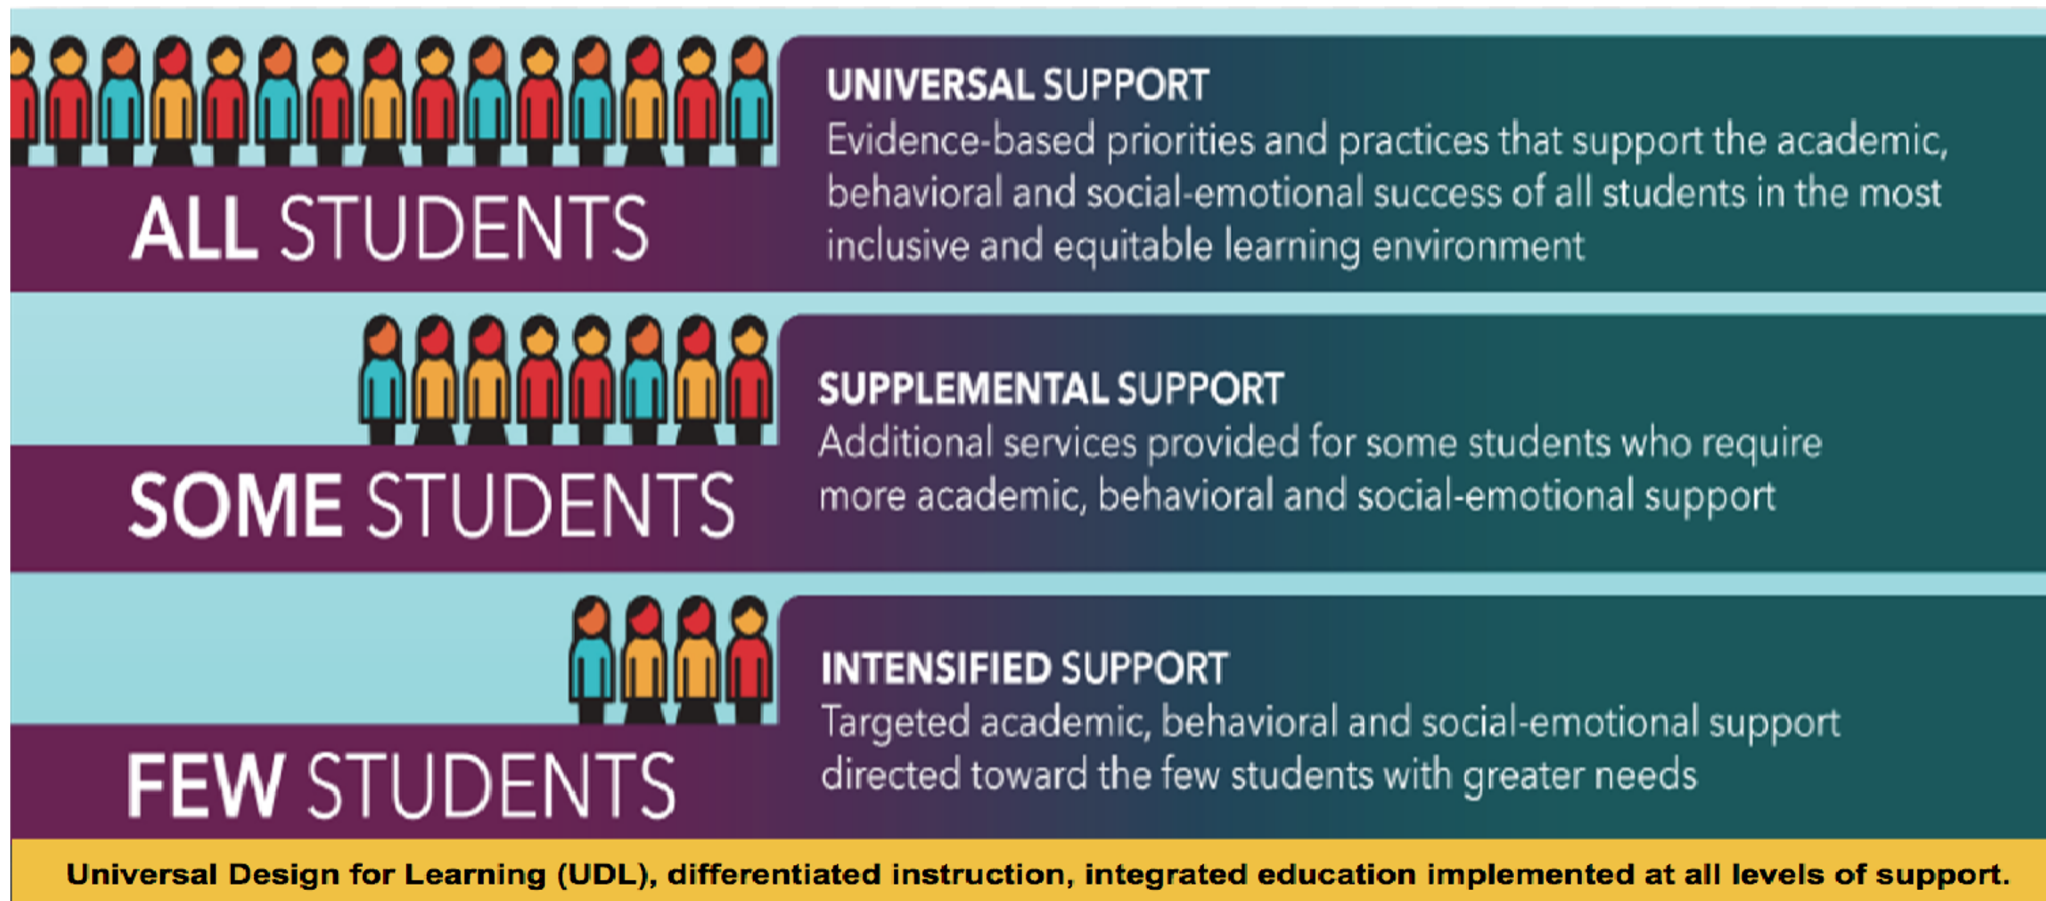 ALL STUDENTS
UNIVERSAL SUPPORT
Evidence-based priorities and practices that support the academic,
behavioral and social-emotional success of all students in the most
inclusive and equitable learning environment
SOME STUDENTS
SUPPLEMENTAL SUPPORT
Additional services provided for some students who require
more academic, behavioral and social-emotional support
FEW STUDENTS
INTENSIFIED SUPPORT
Targeted academic, behavioral and social-emotional support
directed toward the few students with greater needs
Universal Design for Learning (UDL), differentiated instruction, integrated education implemented at all levels of support.